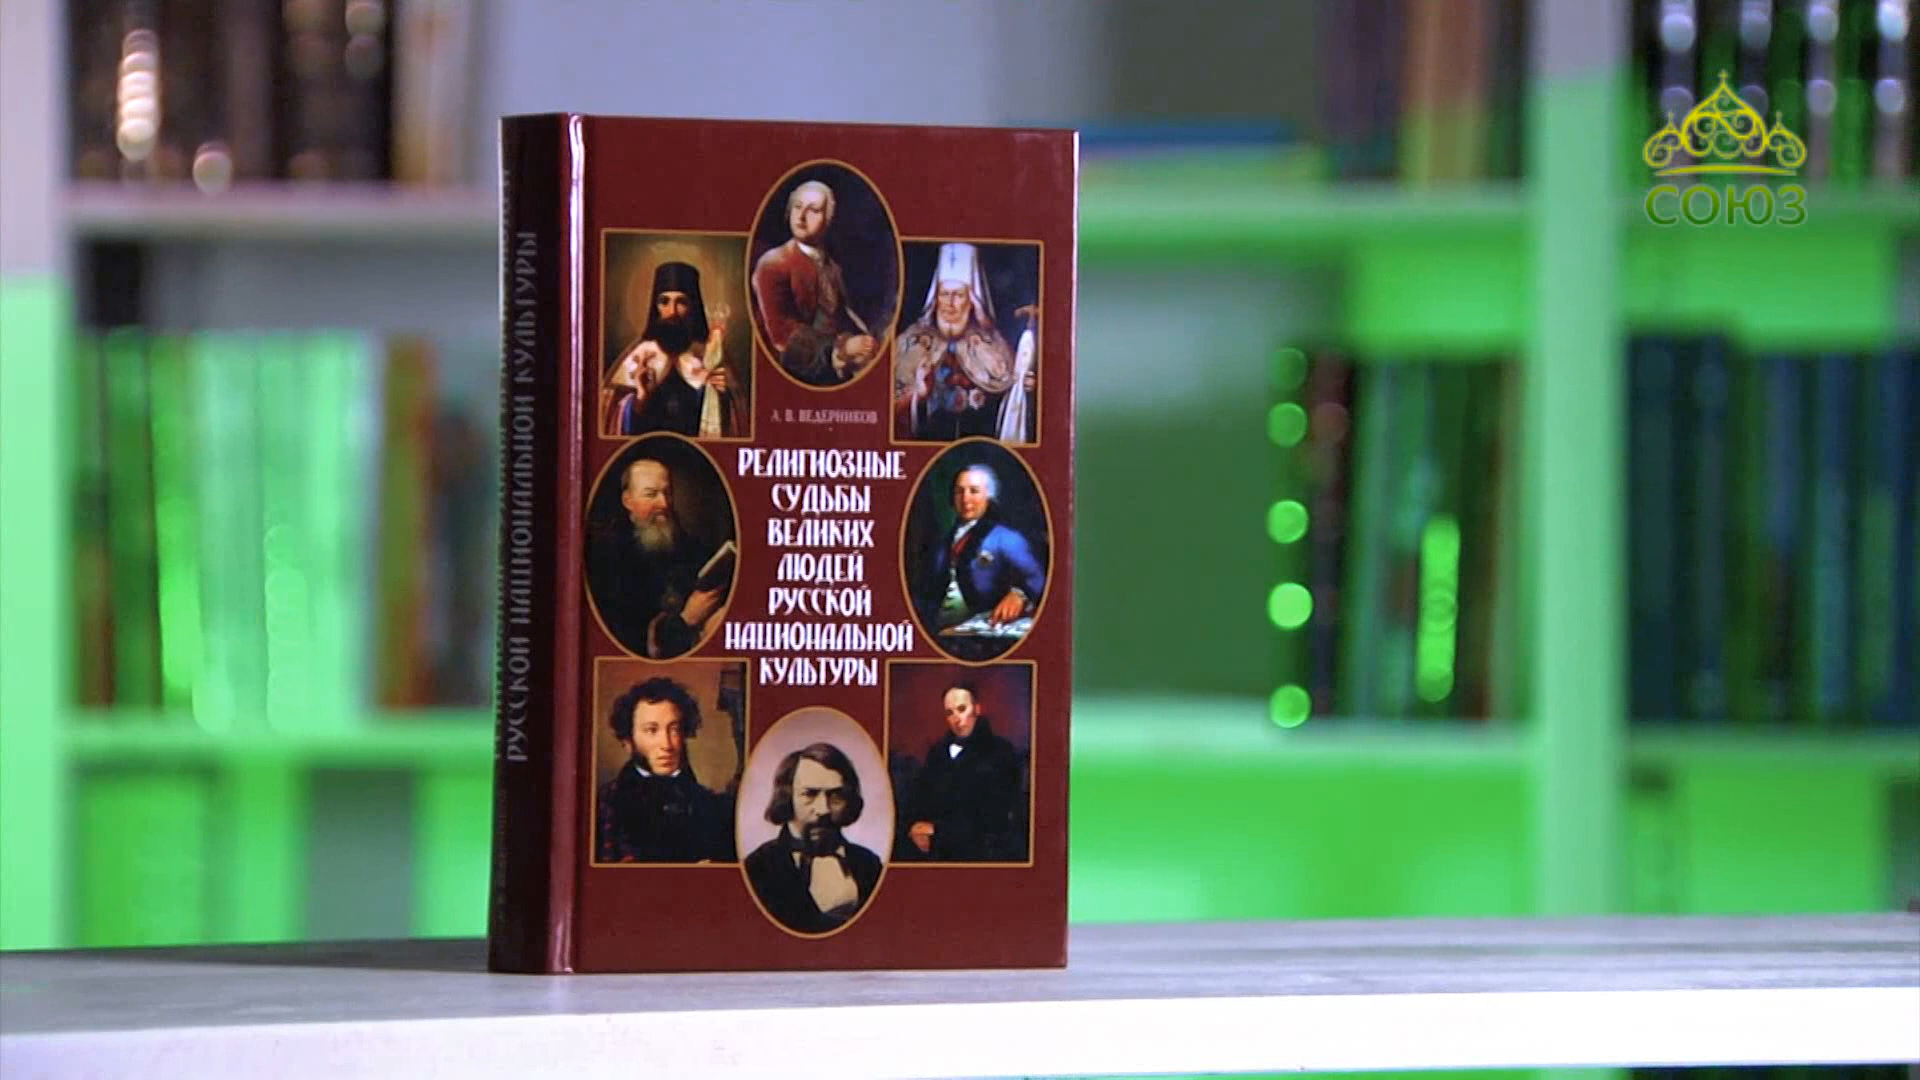 СОЮЗ
А. В. ВЕДЕРНИКОВ
РЕЛИГИОЗНЫЕ
СУДЬБЫ
ВЕЛИКИХ
ЛЮДЕЙ
РУССКОЙ
НАЦИОНАЛЬНОЙ
КУЛЬТУРЫ
РУССКОЙ НАЦИОНАЛЬНОЙ КУЛЬТУРЫ